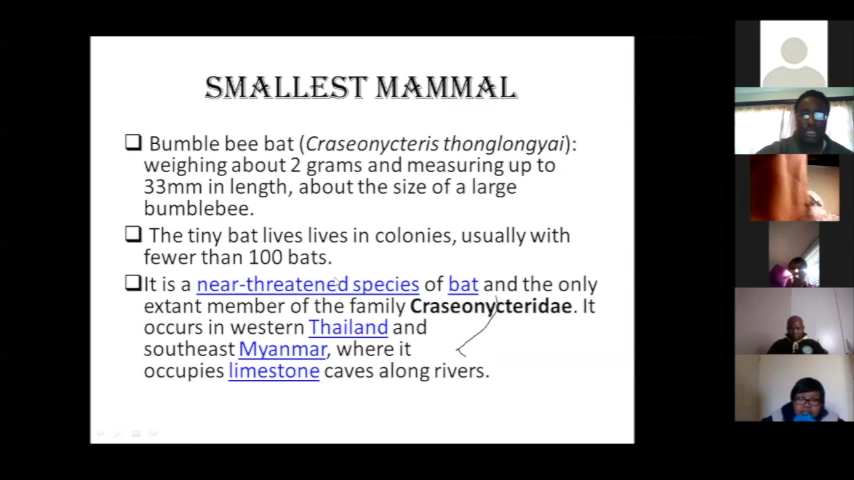 SMALLEST MAMMAL
Bumble bee bat (Craseonycteris thonglongyai):
weighing about 2 grams and measuring up to
33mm in length, about the size of a large
bumblebee.
The tiny bat lives lives in colonies, usually with
fewer than 100 bats.
It is a near-threatened species of bat and the only
extant member of the family Craseonycteridae. It
occurs in western Thailand and
southeast Myanmar, where it
occupies limestone caves along rivers.